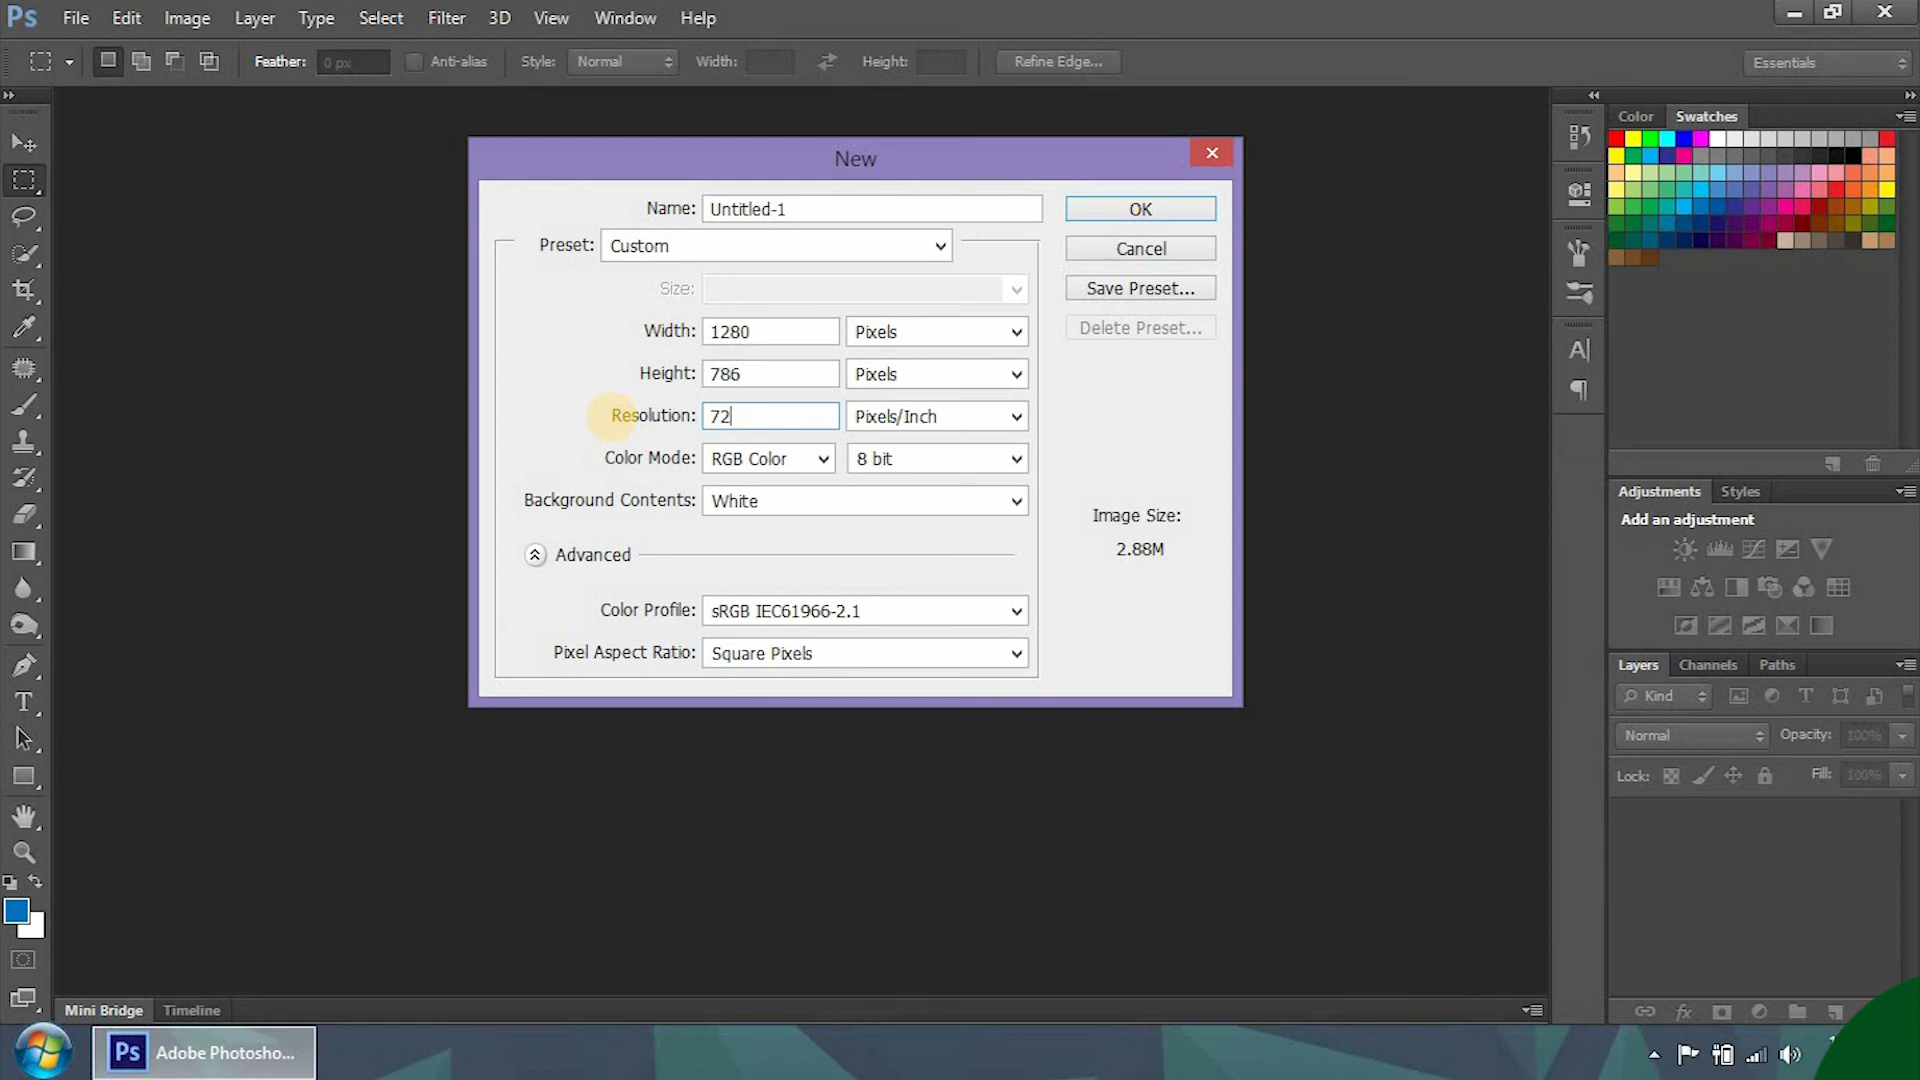 Ps File Edit Image Layer Type Select Filter 3D View Window Help
Feather: 0 px Anti-alias Style: Normal Width: Height: Refine Edge... Essentials
Color Swatches
New
Name: Untitled-1 OK
Preset: Custom Cancel
Size: Save Preset...
Width: 1280 Pixels Delete Preset...
Height: 786 Pixels
Resolution: 72 Pixels/Inch
Color Mode: RGB Color 8 bit
Background Contents: White
Image Size:
2.88M
Advanced
Color Profile: sRGB IEC61966-2.1
Pixel Aspect Ratio: Square Pixels
Adjustments Styles
Add an adjustment
Layers Channels Paths
Kind
Normal Opacity: 100%
Lock: Fill: 100%
Mini Bridge Timeline
Ps Adobe Photosho...